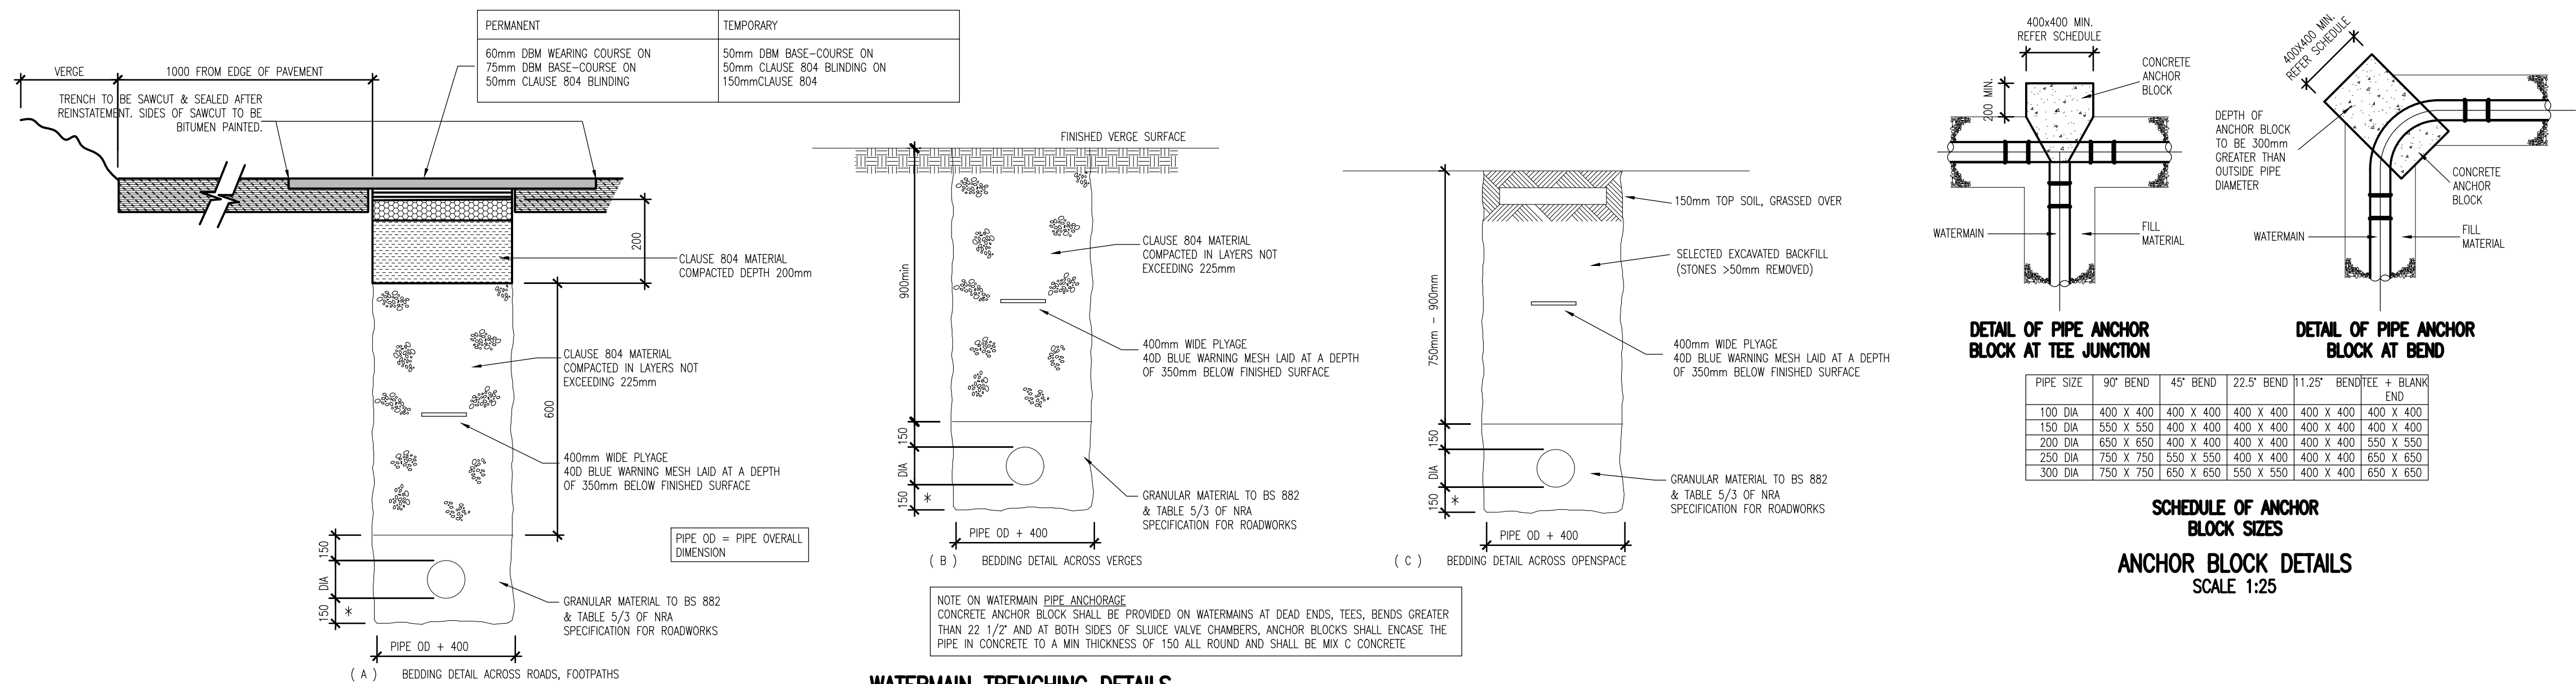 PERMANENT
TEMPORARY
60mm DBM WEARING COURSE ON
75mm DBM BASE-COURSE ON
50mm CLAUSE 804 BLINDING
50mm DBM BASE-COURSE ON
50mm CLAUSE 804 BLINDING ON
150mmCLAUSE 804
VERGE
1000 FROM EDGE OF PAVEMENT
TRENCH TO BE SAWCUT & SEALED AFTER
REINSTATEMENT. SIDES OF SAWCUT TO BE
BITUMEN PAINTED.
200
CLAUSE 804 MATERIAL
COMPACTED DEPTH 200mm
CLAUSE 804 MATERIAL
COMPACTED IN LAYERS NOT
EXCEEDING 225mm
600
400mm WIDE PLYAGE
40D BLUE WARNING MESH LAID AT A DEPTH
OF 350mm BELOW FINISHED SURFACE
PIPE OD = PIPE OVERALL
DIMENSION
150
DIA
150 *
GRANULAR MATERIAL TO BS 882
& TABLE 5/3 OF NRA
SPECIFICATION FOR ROADWORKS
PIPE OD + 400
( A ) BEDDING DETAIL ACROSS ROADS, FOOTPATHS
FINISHED VERGE SURFACE
900min
CLAUSE 804 MATERIAL
COMPACTED IN LAYERS NOT
EXCEEDING 225mm
400mm WIDE PLYAGE
40D BLUE WARNING MESH LAID AT A DEPTH
OF 350mm BELOW FINISHED SURFACE
150
DIA
150 *
GRANULAR MATERIAL TO BS 882
& TABLE 5/3 OF NRA
SPECIFICATION FOR ROADWORKS
PIPE OD + 400
( B ) BEDDING DETAIL ACROSS VERGES
150mm TOP SOIL, GRASSED OVER
SELECTED EXCAVATED BACKFILL
(STONES >50mm REMOVED)
750mm - 900mm
400mm WIDE PLYAGE
40D BLUE WARNING MESH LAID AT A DEPTH
OF 350mm BELOW FINISHED SURFACE
150
DIA
150 *
GRANULAR MATERIAL TO BS 882
& TABLE 5/3 OF NRA
SPECIFICATION FOR ROADWORKS
PIPE OD + 400
( C ) BEDDING DETAIL ACROSS OPENSPACE
NOTE ON WATERMAIN PIPE ANCHORAGE
CONCRETE ANCHOR BLOCK SHALL BE PROVIDED ON WATERMAINS AT DEAD ENDS, TEES, BENDS GREATER
THAN 22 1/2° AND AT BOTH SIDES OF SLUICE VALVE CHAMBERS, ANCHOR BLOCKS SHALL ENCASE THE
PIPE IN CONCRETE TO A MIN THICKNESS OF 150 ALL ROUND AND SHALL BE MIX C CONCRETE
WATERMAIN TRENCHING DETAILS
400x400 MIN.
REFER SCHEDULE
200 MIN.
CONCRETE
ANCHOR
BLOCK
WATERMAIN
FILL
MATERIAL
DETAIL OF PIPE ANCHOR
BLOCK AT TEE JUNCTION
400X400 MIN.
REFER SCHEDULE
DEPTH OF
ANCHOR BLOCK
TO BE 300mm
GREATER THAN
OUTSIDE PIPE
DIAMETER
CONCRETE
ANCHOR
BLOCK
WATERMAIN
FILL
MATERIAL
DETAIL OF PIPE ANCHOR
BLOCK AT BEND
PIPE SIZE 90° BEND 45° BEND 22.5° BEND 11.25° BEND TEE + BLANK
END
100 DIA 400 X 400 400 X 400 400 X 400 400 X 400 400 X 400
150 DIA 550 X 550 400 X 400 400 X 400 400 X 400 400 X 400
200 DIA 650 X 650 400 X 400 400 X 400 400 X 400 550 X 550
250 DIA 750 X 750 550 X 550 400 X 400 400 X 400 650 X 650
300 DIA 750 X 750 650 X 650 550 X 550 400 X 400 650 X 650
SCHEDULE OF ANCHOR
BLOCK SIZES
ANCHOR BLOCK DETAILS
SCALE 1:25